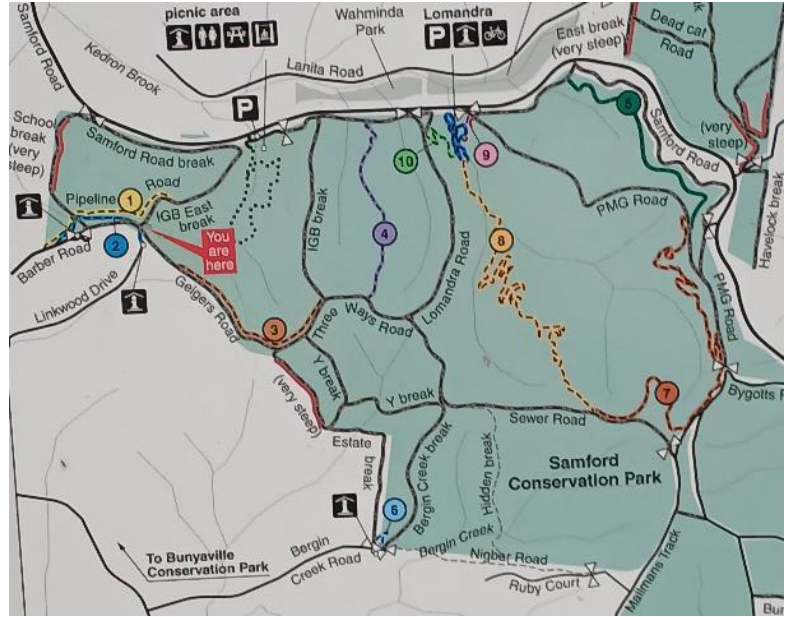 picnic area
P
Wahminda
Park
Lomandra
P
East break
(very steep)
Dead cat
Road
Samford Road
Kedron Brook
Lanita Road
School
break
(very
steep)
P
Samford Road break
5
Samford Road
(very
steep)
10
9
Pipeline Road
1
IGB East
break
You
are
here
IGB break
4
Lomandra Road
8
PMG Road
Havelock break
Barber Road
2
Linkwood Drive
Geigers Road
3
Three Ways Road
PMG Road
Y break
(very steep)
Y break
7
Bygotts
Sewer Road
Estate
break
Bergin Creek break
Hidden break
Samford
Conservation Park
6
To Bunyaville
Conservation Park
Bergin
Creek Road
Bergin Creek
Nigber Road
Ruby Court
Mailmans Track